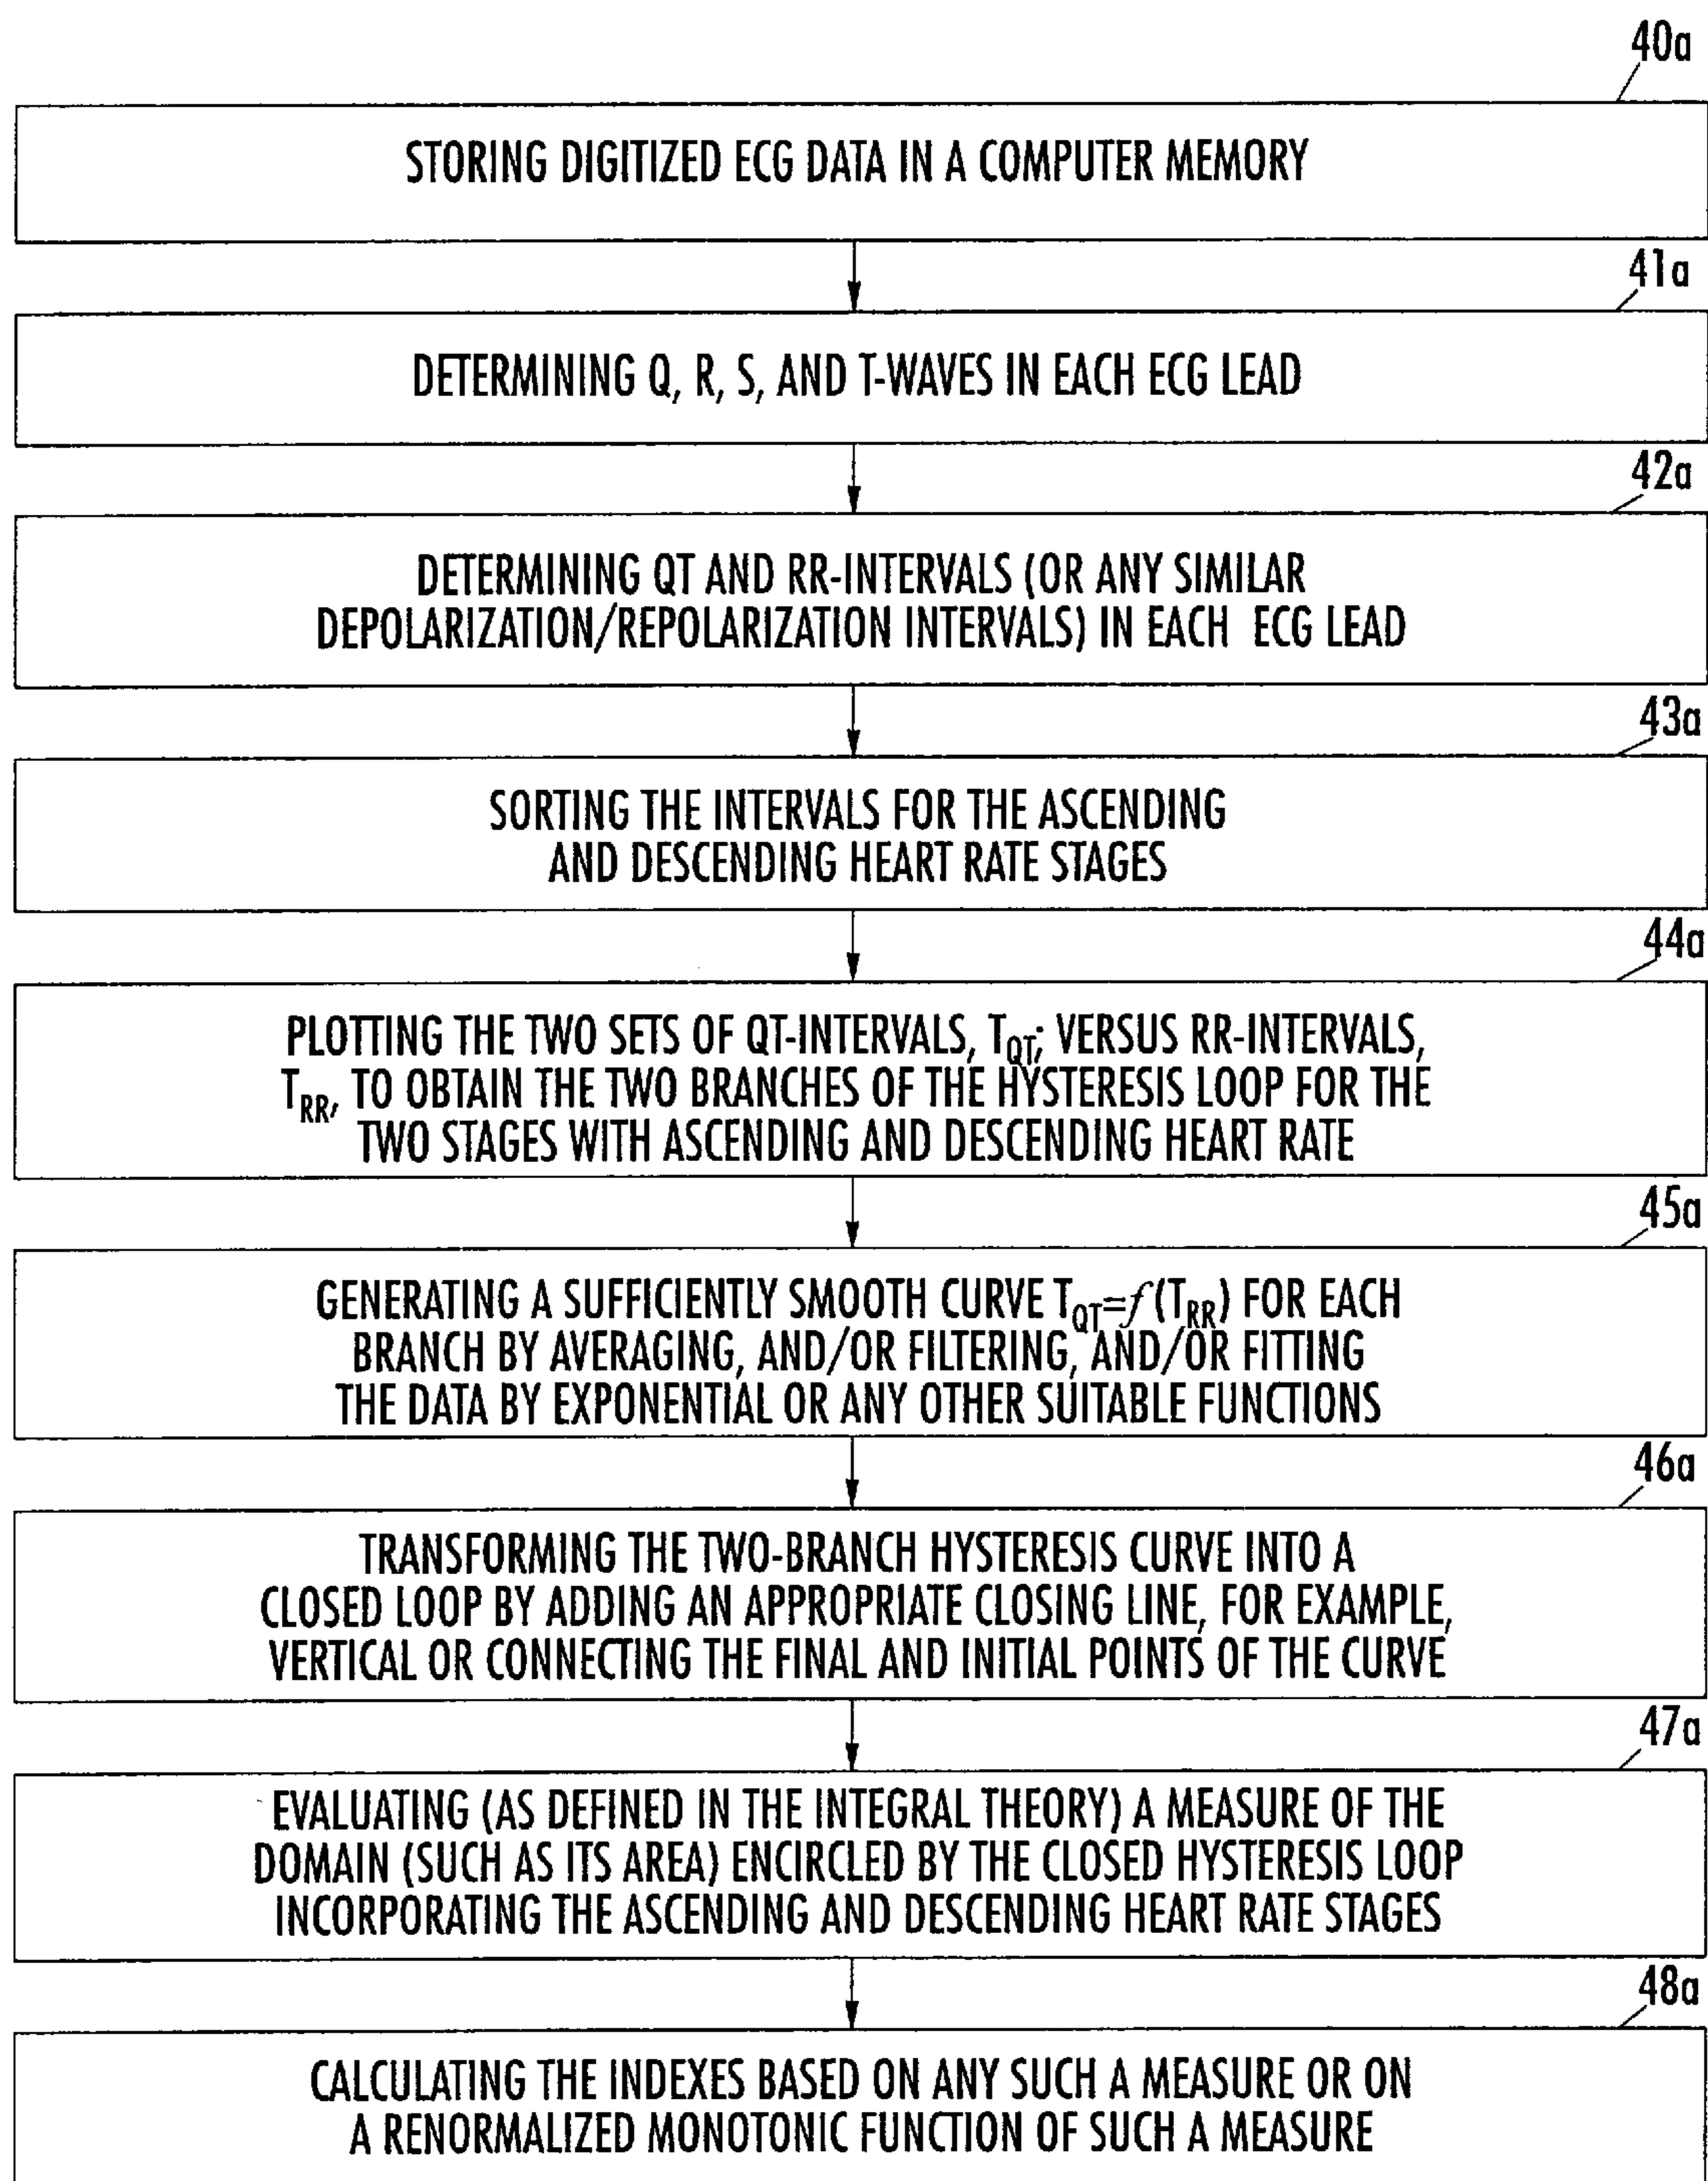 40a
STORING DIGITIZED ECG DATA IN A COMPUTER MEMORY
41a
DETERMINING Q, R, S, AND T-WAVES IN EACH ECG LEAD
42a
DETERMINING QT AND RR-INTERVALS (OR ANY SIMILAR
DEPOLARIZATION/REPOLARIZATION INTERVALS) IN EACH ECG LEAD
43a
SORTING THE INTERVALS FOR THE ASCENDING
AND DESCENDING HEART RATE STAGES
44a
PLOTTING THE TWO SETS OF QT-INTERVALS, T_QT; VERSUS RR-INTERVALS,
T_RR, TO OBTAIN THE TWO BRANCHES OF THE HYSTERESIS LOOP FOR THE
TWO STAGES WITH ASCENDING AND DESCENDING HEART RATE
45a
GENERATING A SUFFICIENTLY SMOOTH CURVE T_QT=f(T_RR) FOR EACH
BRANCH BY AVERAGING, AND/OR FILTERING, AND/OR FITTING
THE DATA BY EXPONENTIAL OR ANY OTHER SUITABLE FUNCTIONS
46a
TRANSFORMING THE TWO-BRANCH HYSTERESIS CURVE INTO A
CLOSED LOOP BY ADDING AN APPROPRIATE CLOSING LINE, FOR EXAMPLE,
VERTICAL OR CONNECTING THE FINAL AND INITIAL POINTS OF THE CURVE
47a
EVALUATING (AS DEFINED IN THE INTEGRAL THEORY) A MEASURE OF THE
DOMAIN (SUCH AS ITS AREA) ENCIRCLED BY THE CLOSED HYSTERESIS LOOP
INCORPORATING THE ASCENDING AND DESCENDING HEART RATE STAGES
48a
CALCULATING THE INDEXES BASED ON ANY SUCH A MEASURE OR ON
A RENORMALIZED MONOTONIC FUNCTION OF SUCH A MEASURE